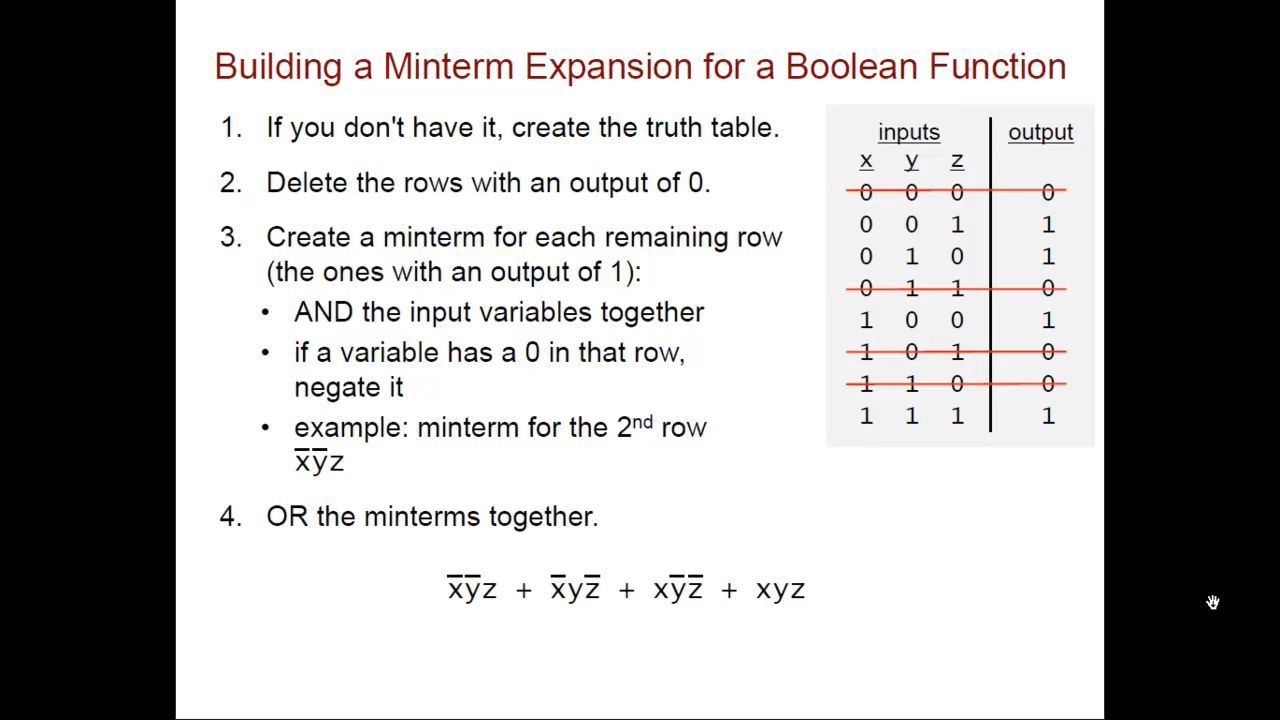 Building a Minterm Expansion for a Boolean Function
1. If you don't have it, create the truth table.
2. Delete the rows with an output of 0.
3. Create a minterm for each remaining row
(the ones with an output of 1):
• AND the input variables together
• if a variable has a 0 in that row,
negate it
• example: minterm for the 2nd row
x̅y̅z
4. OR the minterms together.
x̅y̅z + x̅yz̅ + xy̅z̅ + xyz
inputs output
x y z
0 0 0 0
0 0 1 1
0 1 0 1
0 1 1 0
1 0 0 1
1 0 1 0
1 1 0 0
1 1 1 1